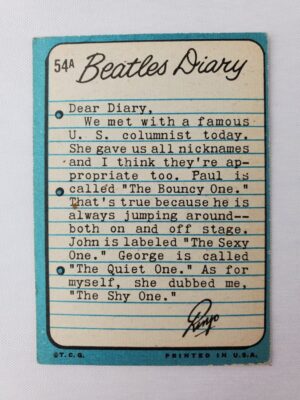 54A Beatles Diary
Dear Diary,
We met with a famous
U. S. columnist today.
She gave us all nicknames
and I think they're ap-
propriate too. Paul is
called "The Bouncy One."
That's true because he is
always jumping around--
both on and off stage.
John is labeled "The Sexy
One." George is called
"The Quiet One." As for
myself, she dubbed me,
"The Shy One."
Ringo
©T.C.G. PRINTED IN U.S.A.